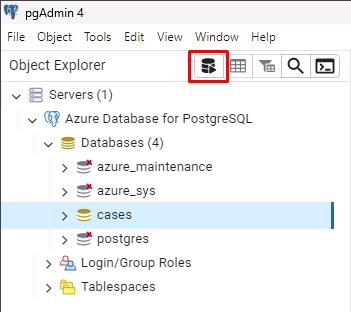 pgAdmin 4
File Object Tools Edit View Window Help
Object Explorer
Servers (1)
Azure Database for PostgreSQL
Databases (4)
azure_maintenance
azure_sys
cases
postgres
Login/Group Roles
Tablespaces